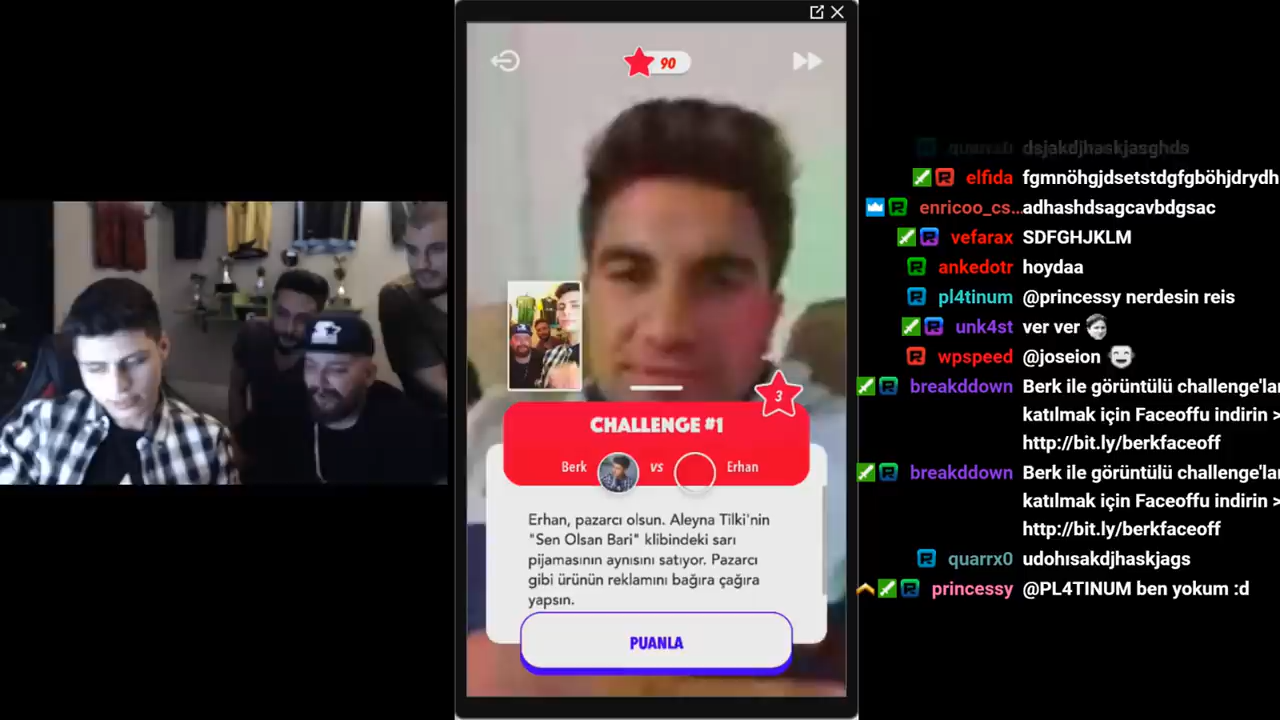 90
3
CHALLENGE #1
Berk vs Erhan
Erhan, pazarcı olsun. Aleyna Tilki'nin
"Sen Olsan Bari" klibindeki sarı
pijamasının aynısını satıyor. Pazarcı
gibi ürünün reklamını bağıra çağıra
yapsın.
PUANLA
elfida fgmnöhgjdsetstdgfgböhjdrydh
enricoo_cs... adhashdsagcavbdgsac
vefarax SDFGHJKLM
ankedotr hoydaa
pl4tinum @princessy nerdesin reis
unk4st ver ver
wpspeed @joseion
breakddown Berk ile görüntülü challenge'lar
katılmak için Faceoffu indirin >
http://bit.ly/berkfaceoff
breakddown Berk ile görüntülü challenge'lar
katılmak için Faceoffu indirin >
http://bit.ly/berkfaceoff
quarrx0 udohısakdjhaskjags
princessy @PL4TINUM ben yokum :d